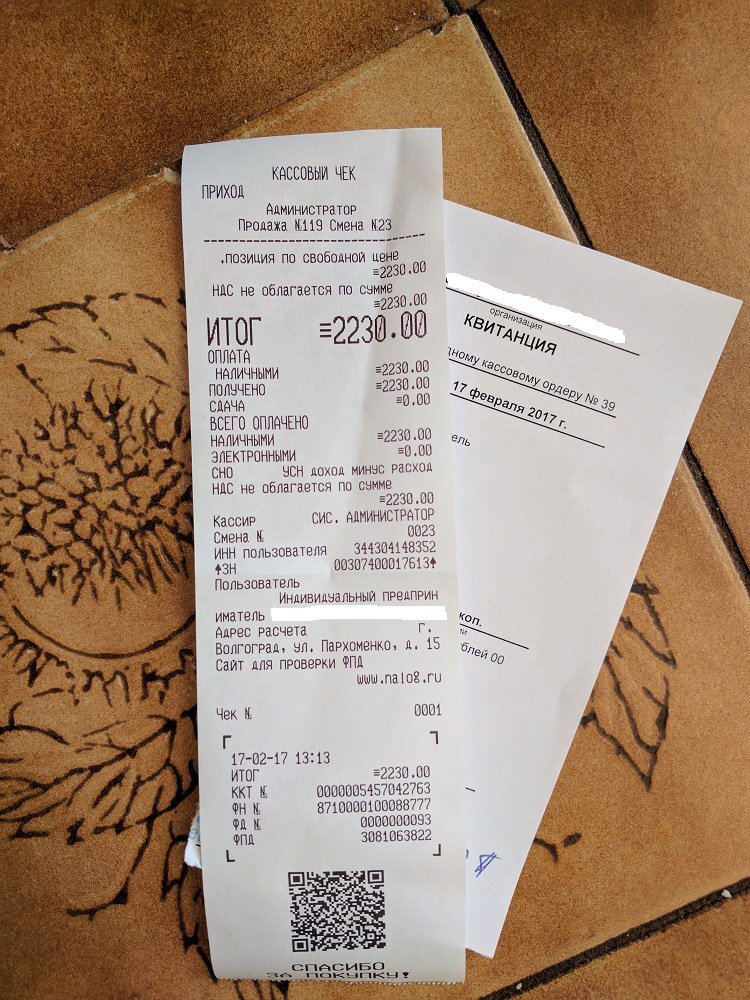 КАССОВЫЙ ЧЕК
ПРИХОД
Администратор
Продажа №119 Смена №23
.позиция по свободной цене
≡2230.00
НДС не облагается по сумме
≡2230.00
ИТОГ ≡2230.00
ОПЛАТА
НАЛИЧНЫМИ ≡2230.00
ПОЛУЧЕНО ≡2230.00
СДАЧА ≡0.00
ВСЕГО ОПЛАЧЕНО
НАЛИЧНЫМИ ≡2230.00
ЭЛЕКТРОННЫМИ ≡0.00
СНО УСН доход минус расход
НДС не облагается по сумме
≡2230.00
Кассир СИС. АДМИНИСТРАТОР
Смена № 0023
ИНН пользователя 344304148352
↑ЗН 00307400017613↑
Пользователь
Индивидуальный предприн
иматель
Адрес расчета г.
Волгоград, ул. Пархоменко, д. 15
Сайт для проверки ФПД
www.nalog.ru
Чек № 0001
17-02-17 13:13
ИТОГ ≡2230.00
ККТ № 0000005457042763
ФН № 8710000100088777
ФД № 0000000093
ФПД 3081063822
СПАСИБО
ЗА ПОКУПКУ!
организация
КВИТАНЦИЯ
дному кассовому ордеру № 39
17 февраля 2017 г.
ель
коп.
блей 00